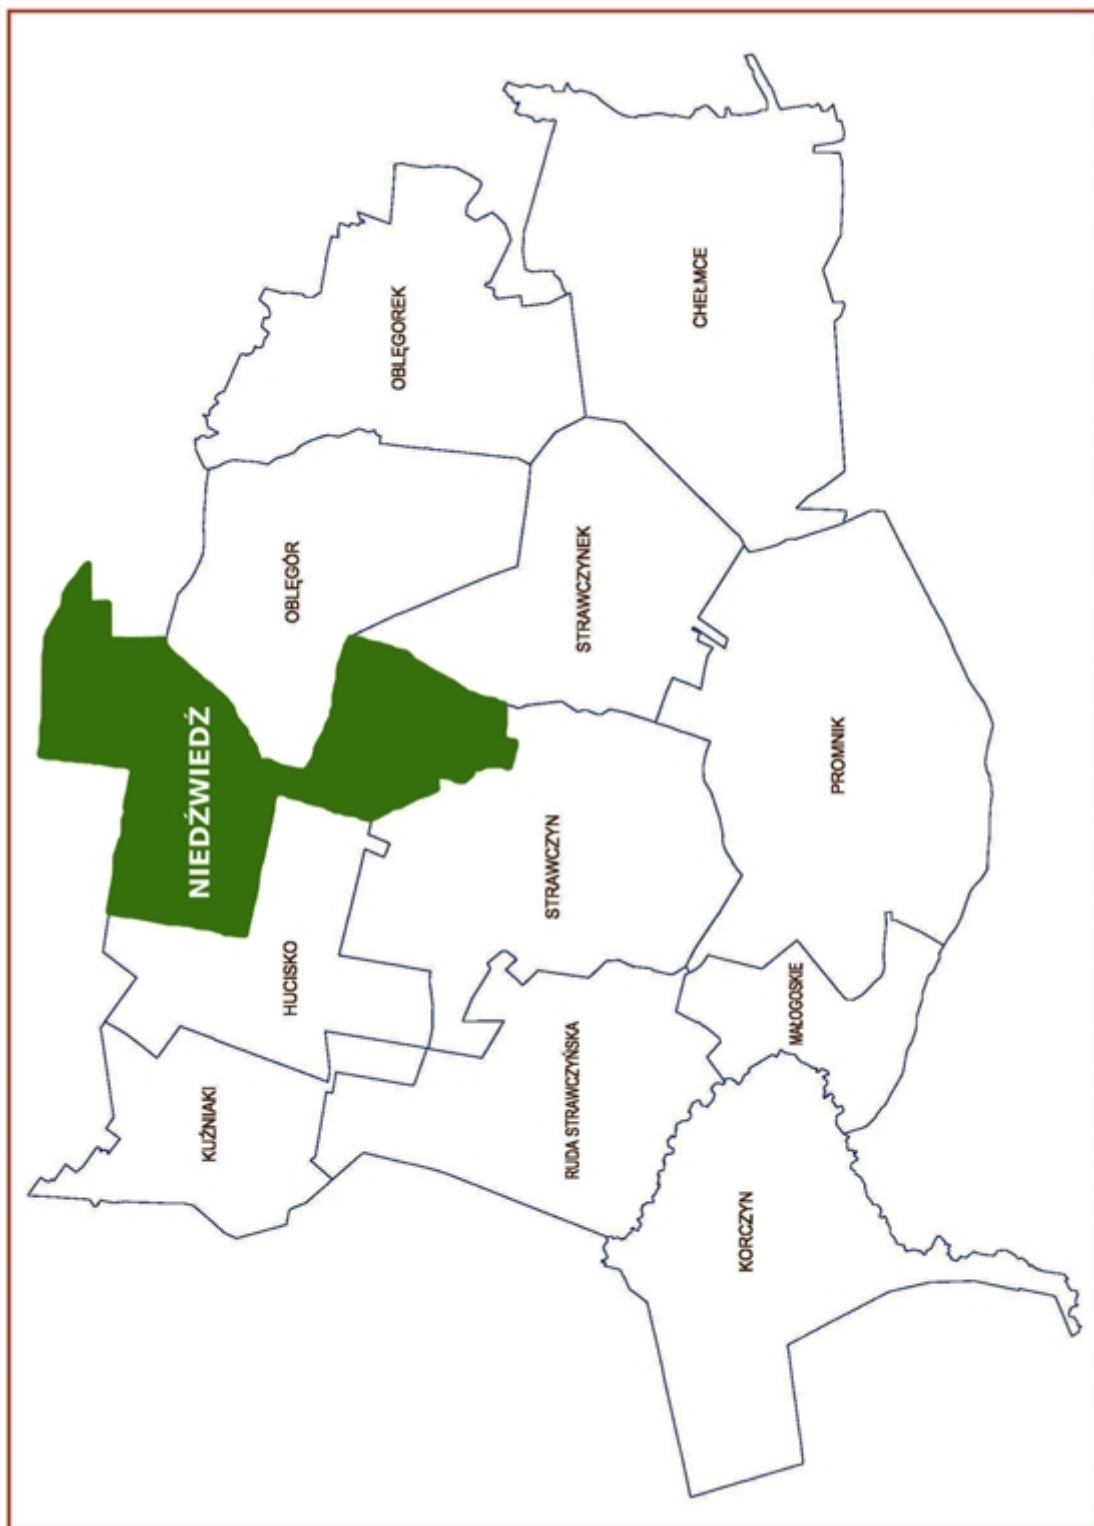 KUŹNIAKI
NIEDŹWIEDŹ
HUCISKO
OBLĘGÓR
OBLĘGOREK
RUDA STRAWCZYŃSKA
STRAWCZYN
STRAWCZYNEK
CHEŁMCE
KORCZYN
MAŁOGOSKIE
PROMNIK